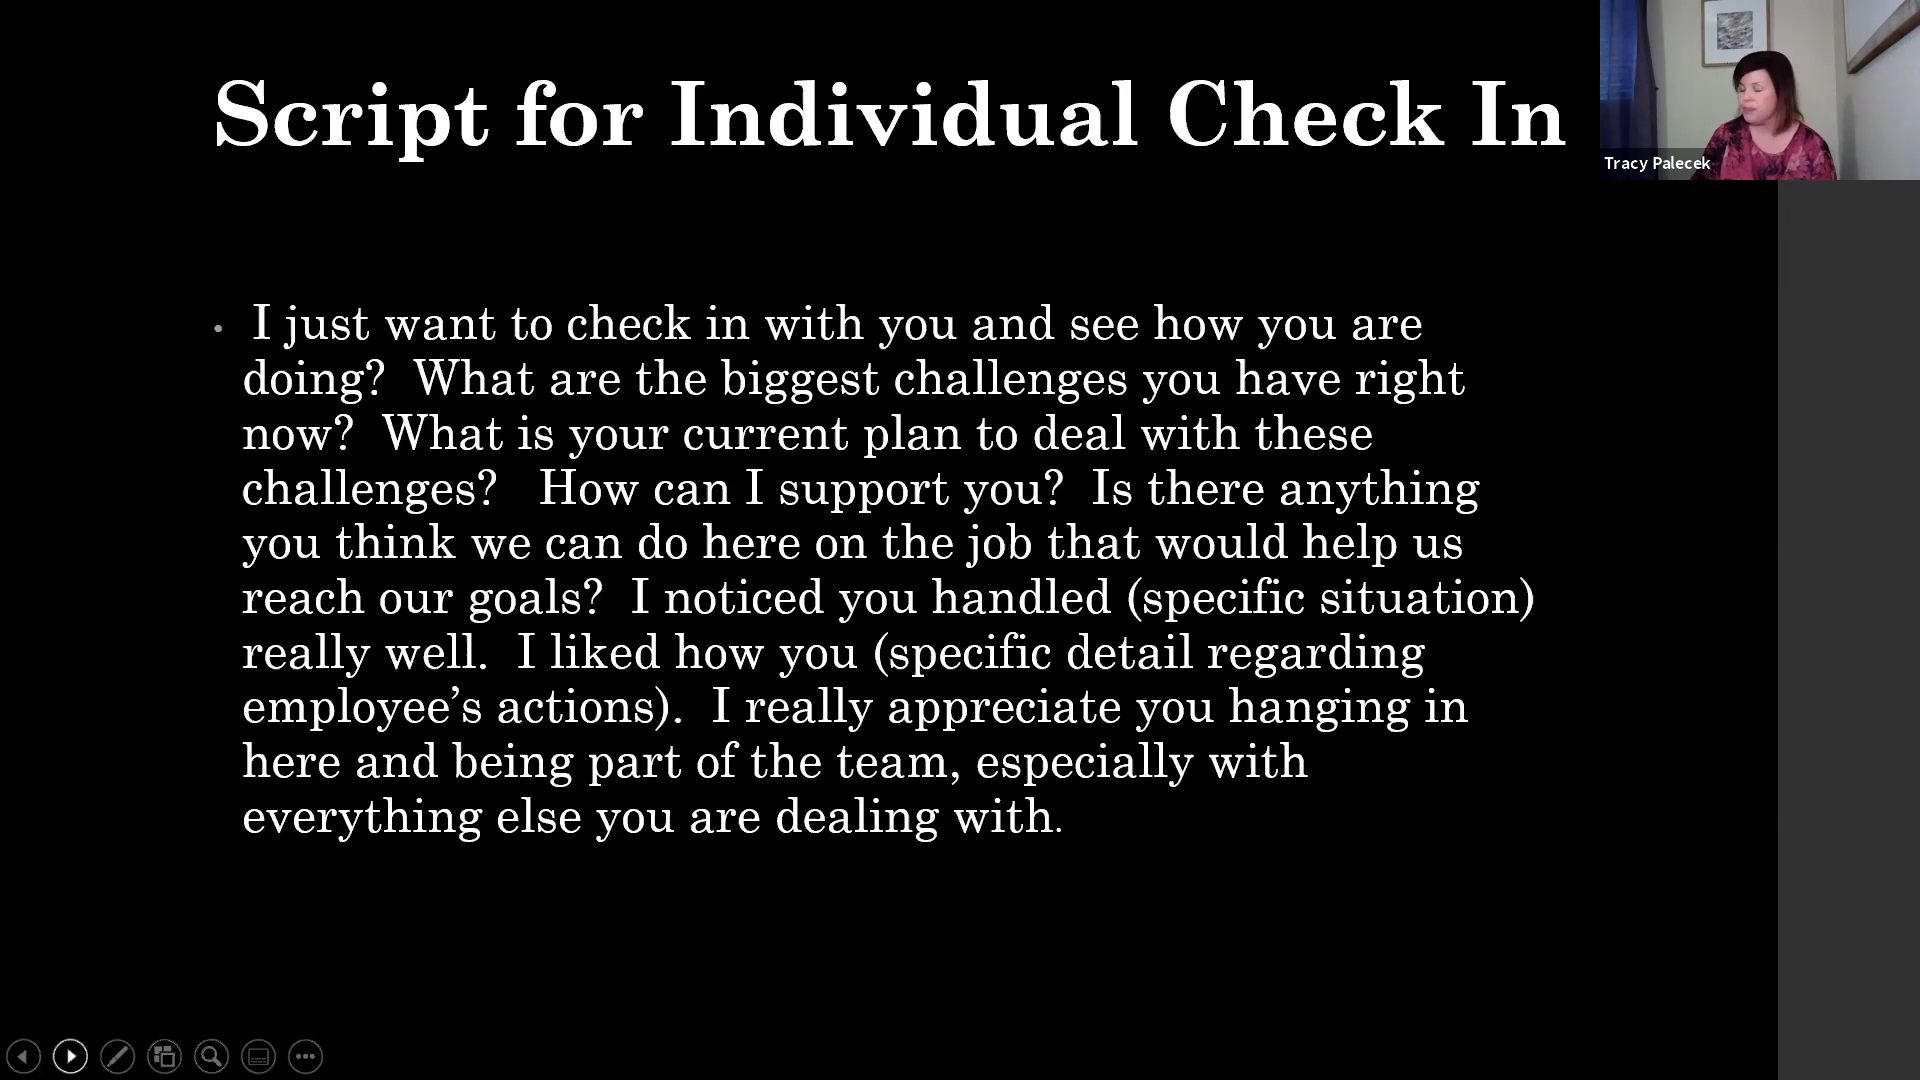 Script for Individual Check In
Tracy Palecek
• I just want to check in with you and see how you are
doing?  What are the biggest challenges you have right
now?  What is your current plan to deal with these
challenges?   How can I support you?  Is there anything
you think we can do here on the job that would help us
reach our goals?  I noticed you handled (specific situation)
really well.  I liked how you (specific detail regarding
employee’s actions).  I really appreciate you hanging in
here and being part of the team, especially with
everything else you are dealing with.